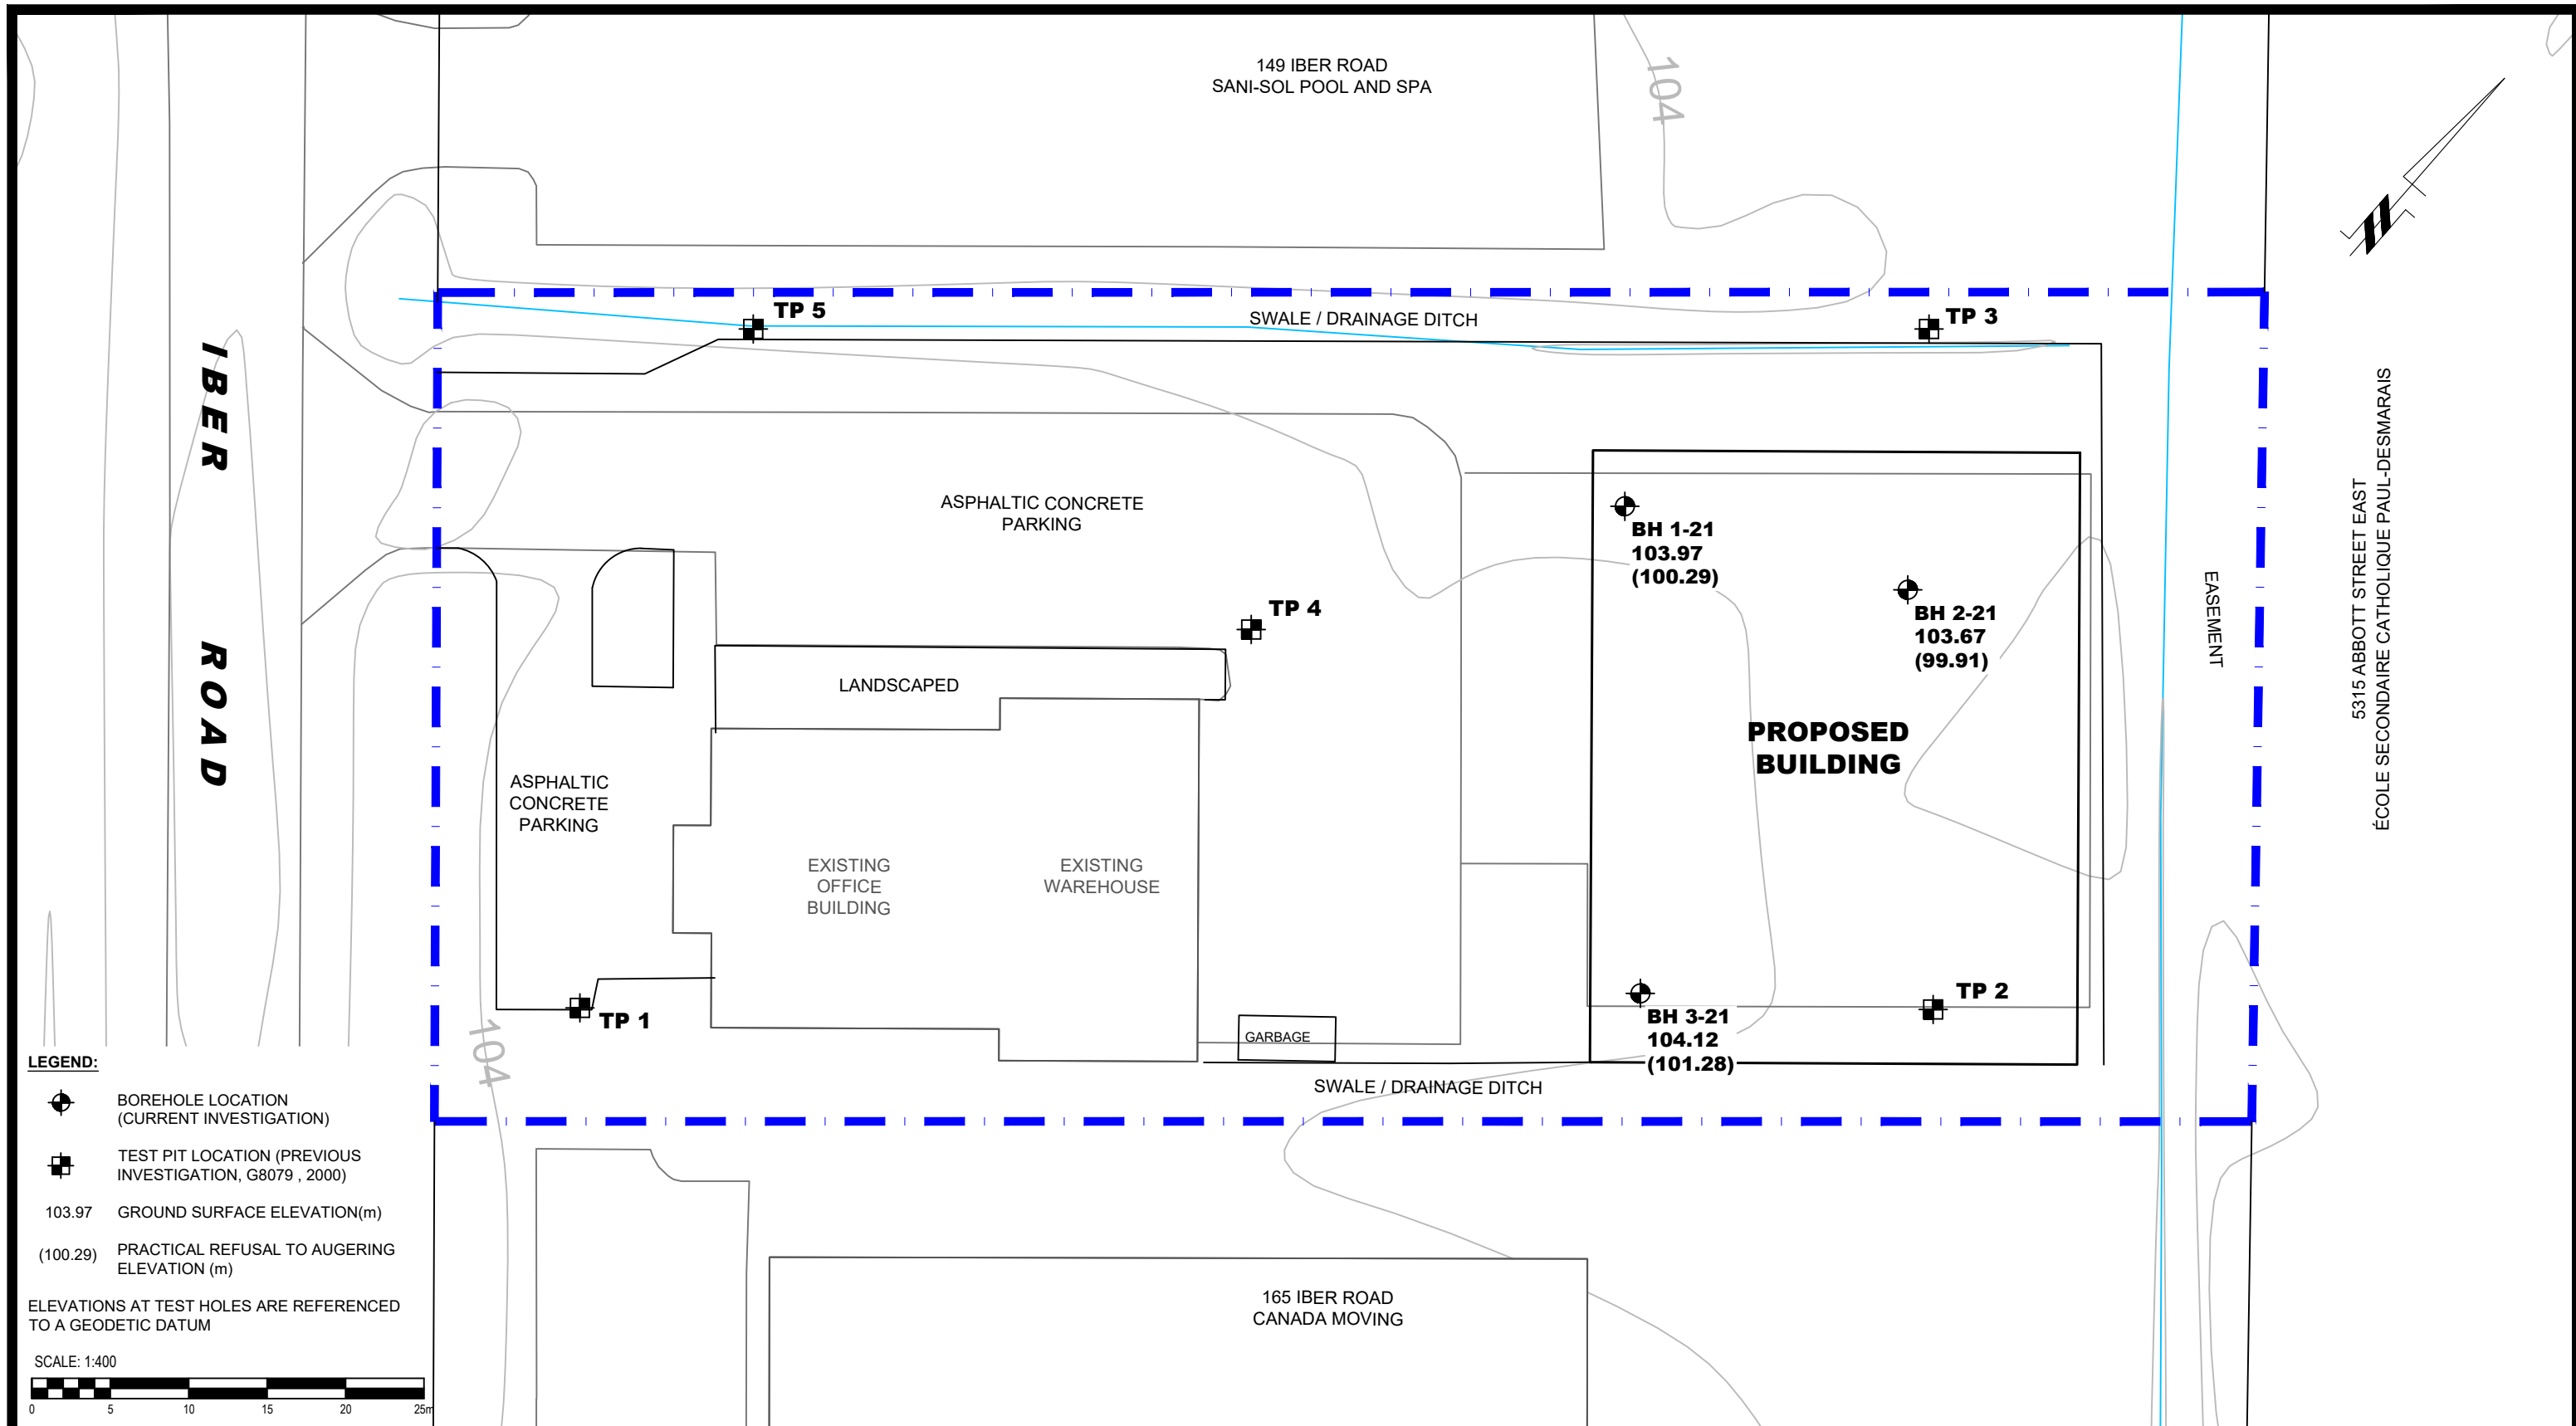 149 IBER ROAD
SANI-SOL POOL AND SPA
104
TP 5
SWALE / DRAINAGE DITCH
TP 3
IBER ROAD
ASPHALTIC CONCRETE
PARKING
BH 1-21
103.97
(100.29)
BH 2-21
103.67
(99.91)
TP 4
LANDSCAPED
PROPOSED
BUILDING
EASEMENT
5315 ABBOTT STREET EAST
ÉCOLE SECONDAIRE CATHOLIQUE PAUL-DESMARAIS
ASPHALTIC
CONCRETE
PARKING
EXISTING
OFFICE
BUILDING
EXISTING
WAREHOUSE
TP 1
TP 2
BH 3-21
104.12
(101.28)
GARBAGE
104
SWALE / DRAINAGE DITCH
165 IBER ROAD
CANADA MOVING
LEGEND:
BOREHOLE LOCATION
(CURRENT INVESTIGATION)
TEST PIT LOCATION (PREVIOUS
INVESTIGATION, G8079 , 2000)
103.97 GROUND SURFACE ELEVATION(m)
(100.29) PRACTICAL REFUSAL TO AUGERING
ELEVATION (m)
ELEVATIONS AT TEST HOLES ARE REFERENCED
TO A GEODETIC DATUM
SCALE: 1:400
0 5 10 15 20 25m